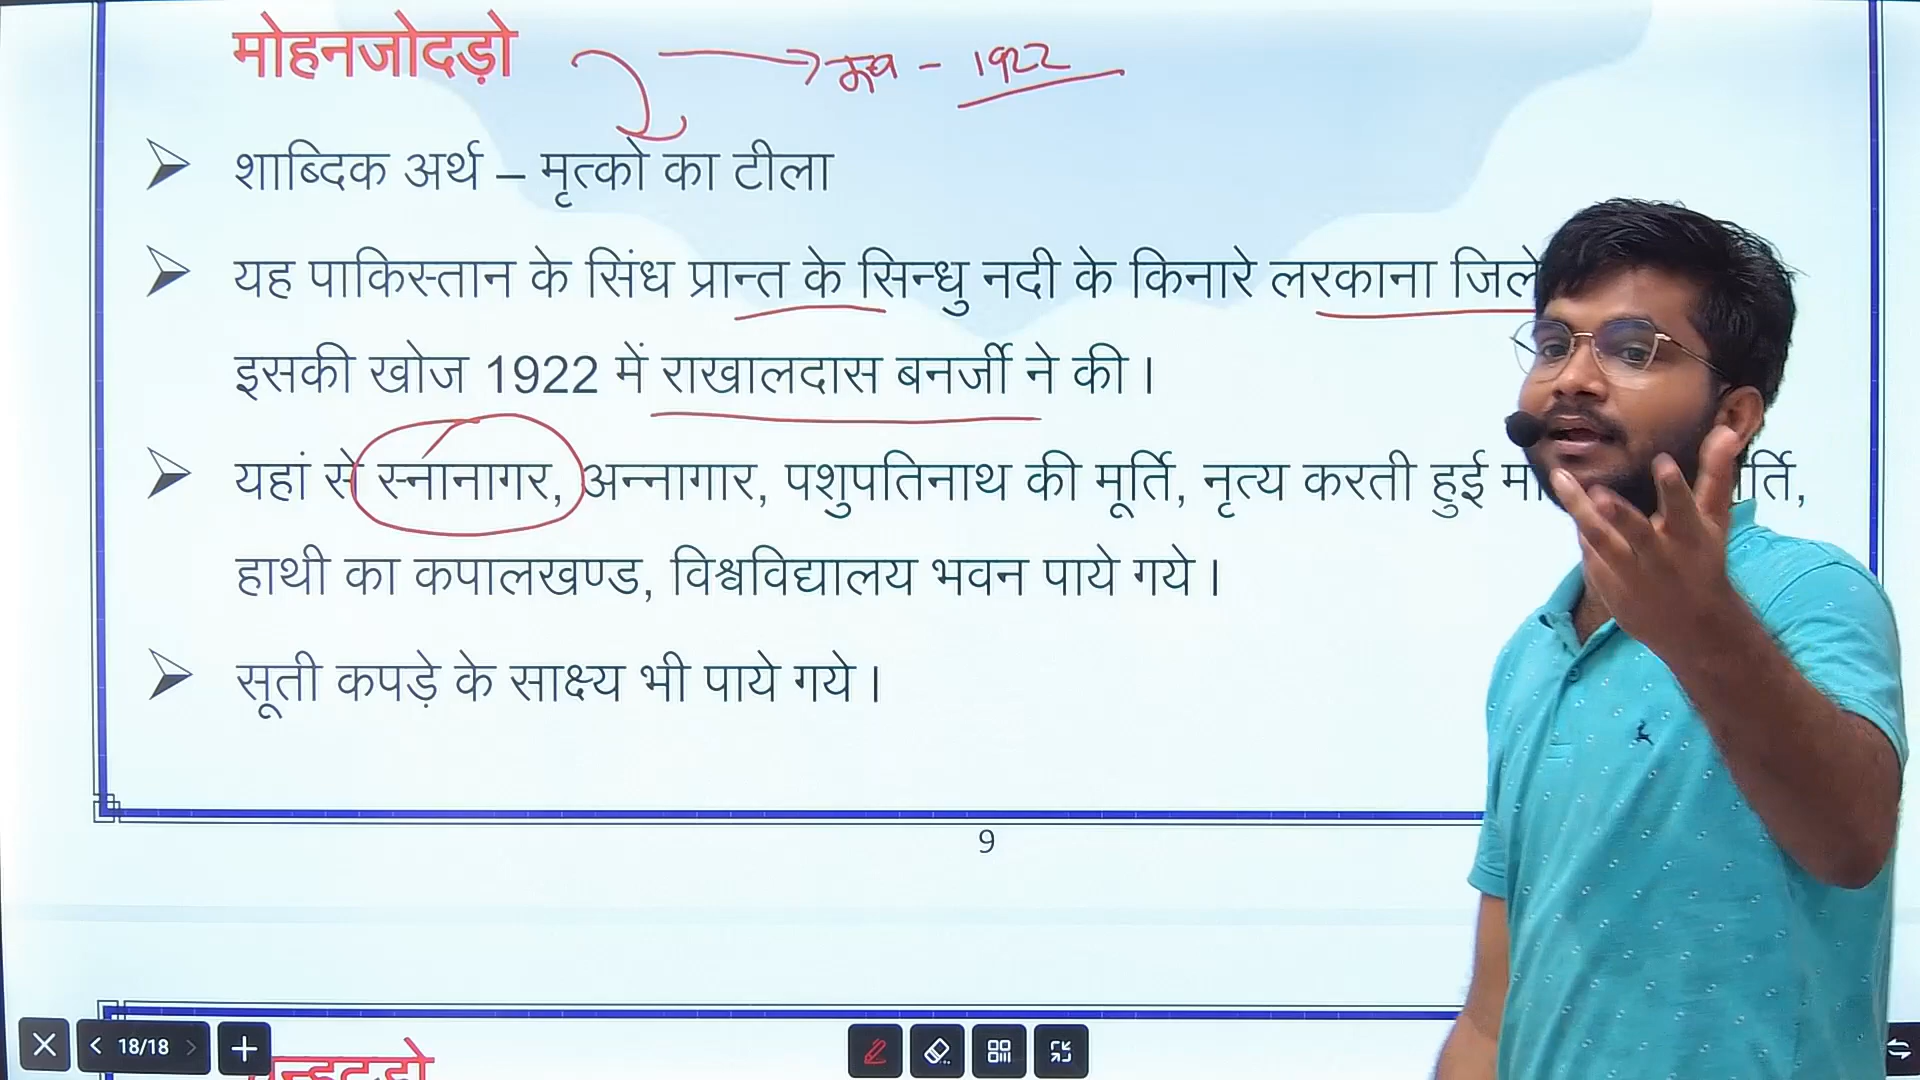 मोहनजोदड़ो
1922
शाब्दिक अर्थ – मृत्कों का टीला
यह पाकिस्तान के सिंध प्रान्त के सिन्धु नदी के किनारे लरकाना जिले
इसकी खोज 1922 में राखालदास बनर्जी ने की।
यहां से स्नानागर, अन्नागार, पशुपतिनाथ की मूर्ति, नृत्य करती हुई
हाथी का कपालखण्ड, विश्वविद्यालय भवन पाये गये।
सूती कपड़े के साक्ष्य भी पाये गये।
9
18/18